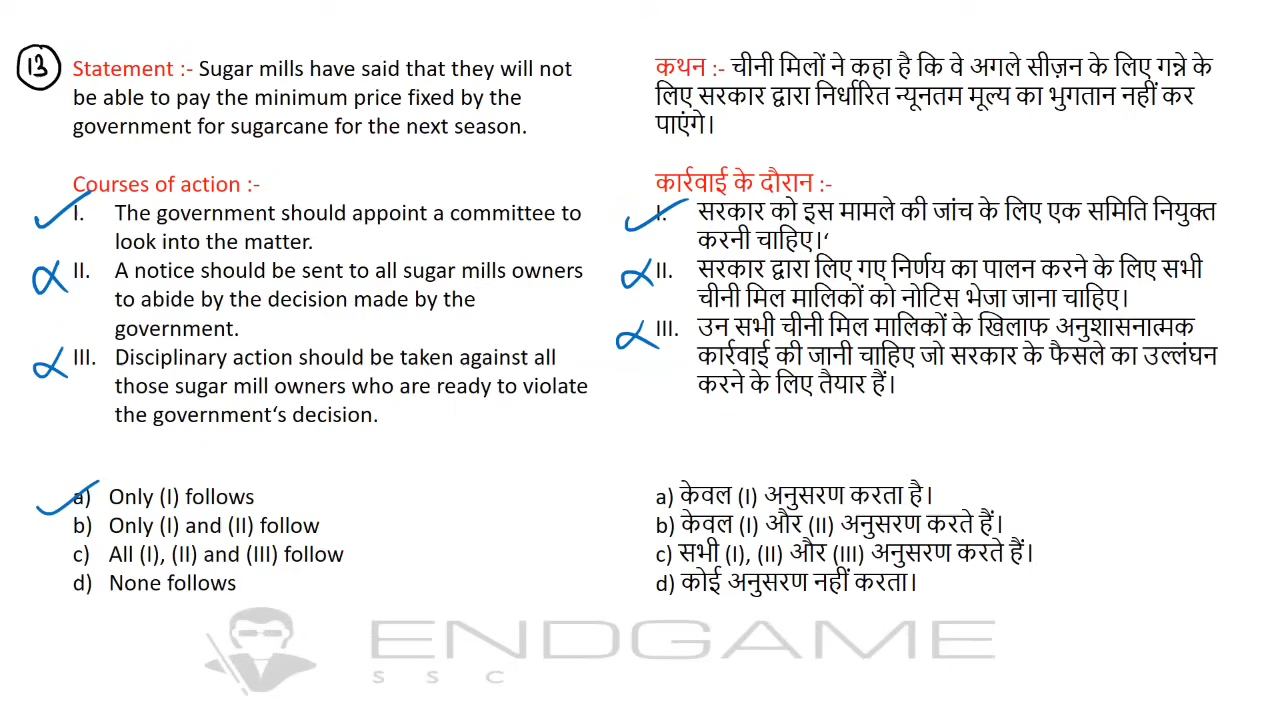 13
Statement :- Sugar mills have said that they will not
be able to pay the minimum price fixed by the
government for sugarcane for the next season.
Courses of action :-
I. The government should appoint a committee to
look into the matter.
II. A notice should be sent to all sugar mills owners
to abide by the decision made by the
government.
III. Disciplinary action should be taken against all
those sugar mill owners who are ready to violate
the government‘s decision.
a) Only (I) follows
b) Only (I) and (II) follow
c) All (I), (II) and (III) follow
d) None follows
कथन :- चीनी मिलों ने कहा है कि वे अगले सीज़न के लिए गन्ने के
लिए सरकार द्वारा निर्धारित न्यूनतम मूल्य का भुगतान नहीं कर
पाएंगे।
कार्रवाई के दौरान :-
I. सरकार को इस मामले की जांच के लिए एक समिति नियुक्त
करनी चाहिए।‘
II. सरकार द्वारा लिए गए निर्णय का पालन करने के लिए सभी
चीनी मिल मालिकों को नोटिस भेजा जाना चाहिए।
III. उन सभी चीनी मिल मालिकों के खिलाफ अनुशासनात्मक
कार्रवाई की जानी चाहिए जो सरकार के फैसले का उल्लंघन
करने के लिए तैयार हैं।
a) केवल (I) अनुसरण करता है।
b) केवल (I) और (II) अनुसरण करते हैं।
c) सभी (I), (II) और (III) अनुसरण करते हैं।
d) कोई अनुसरण नहीं करता।
ENDGAME
SSC